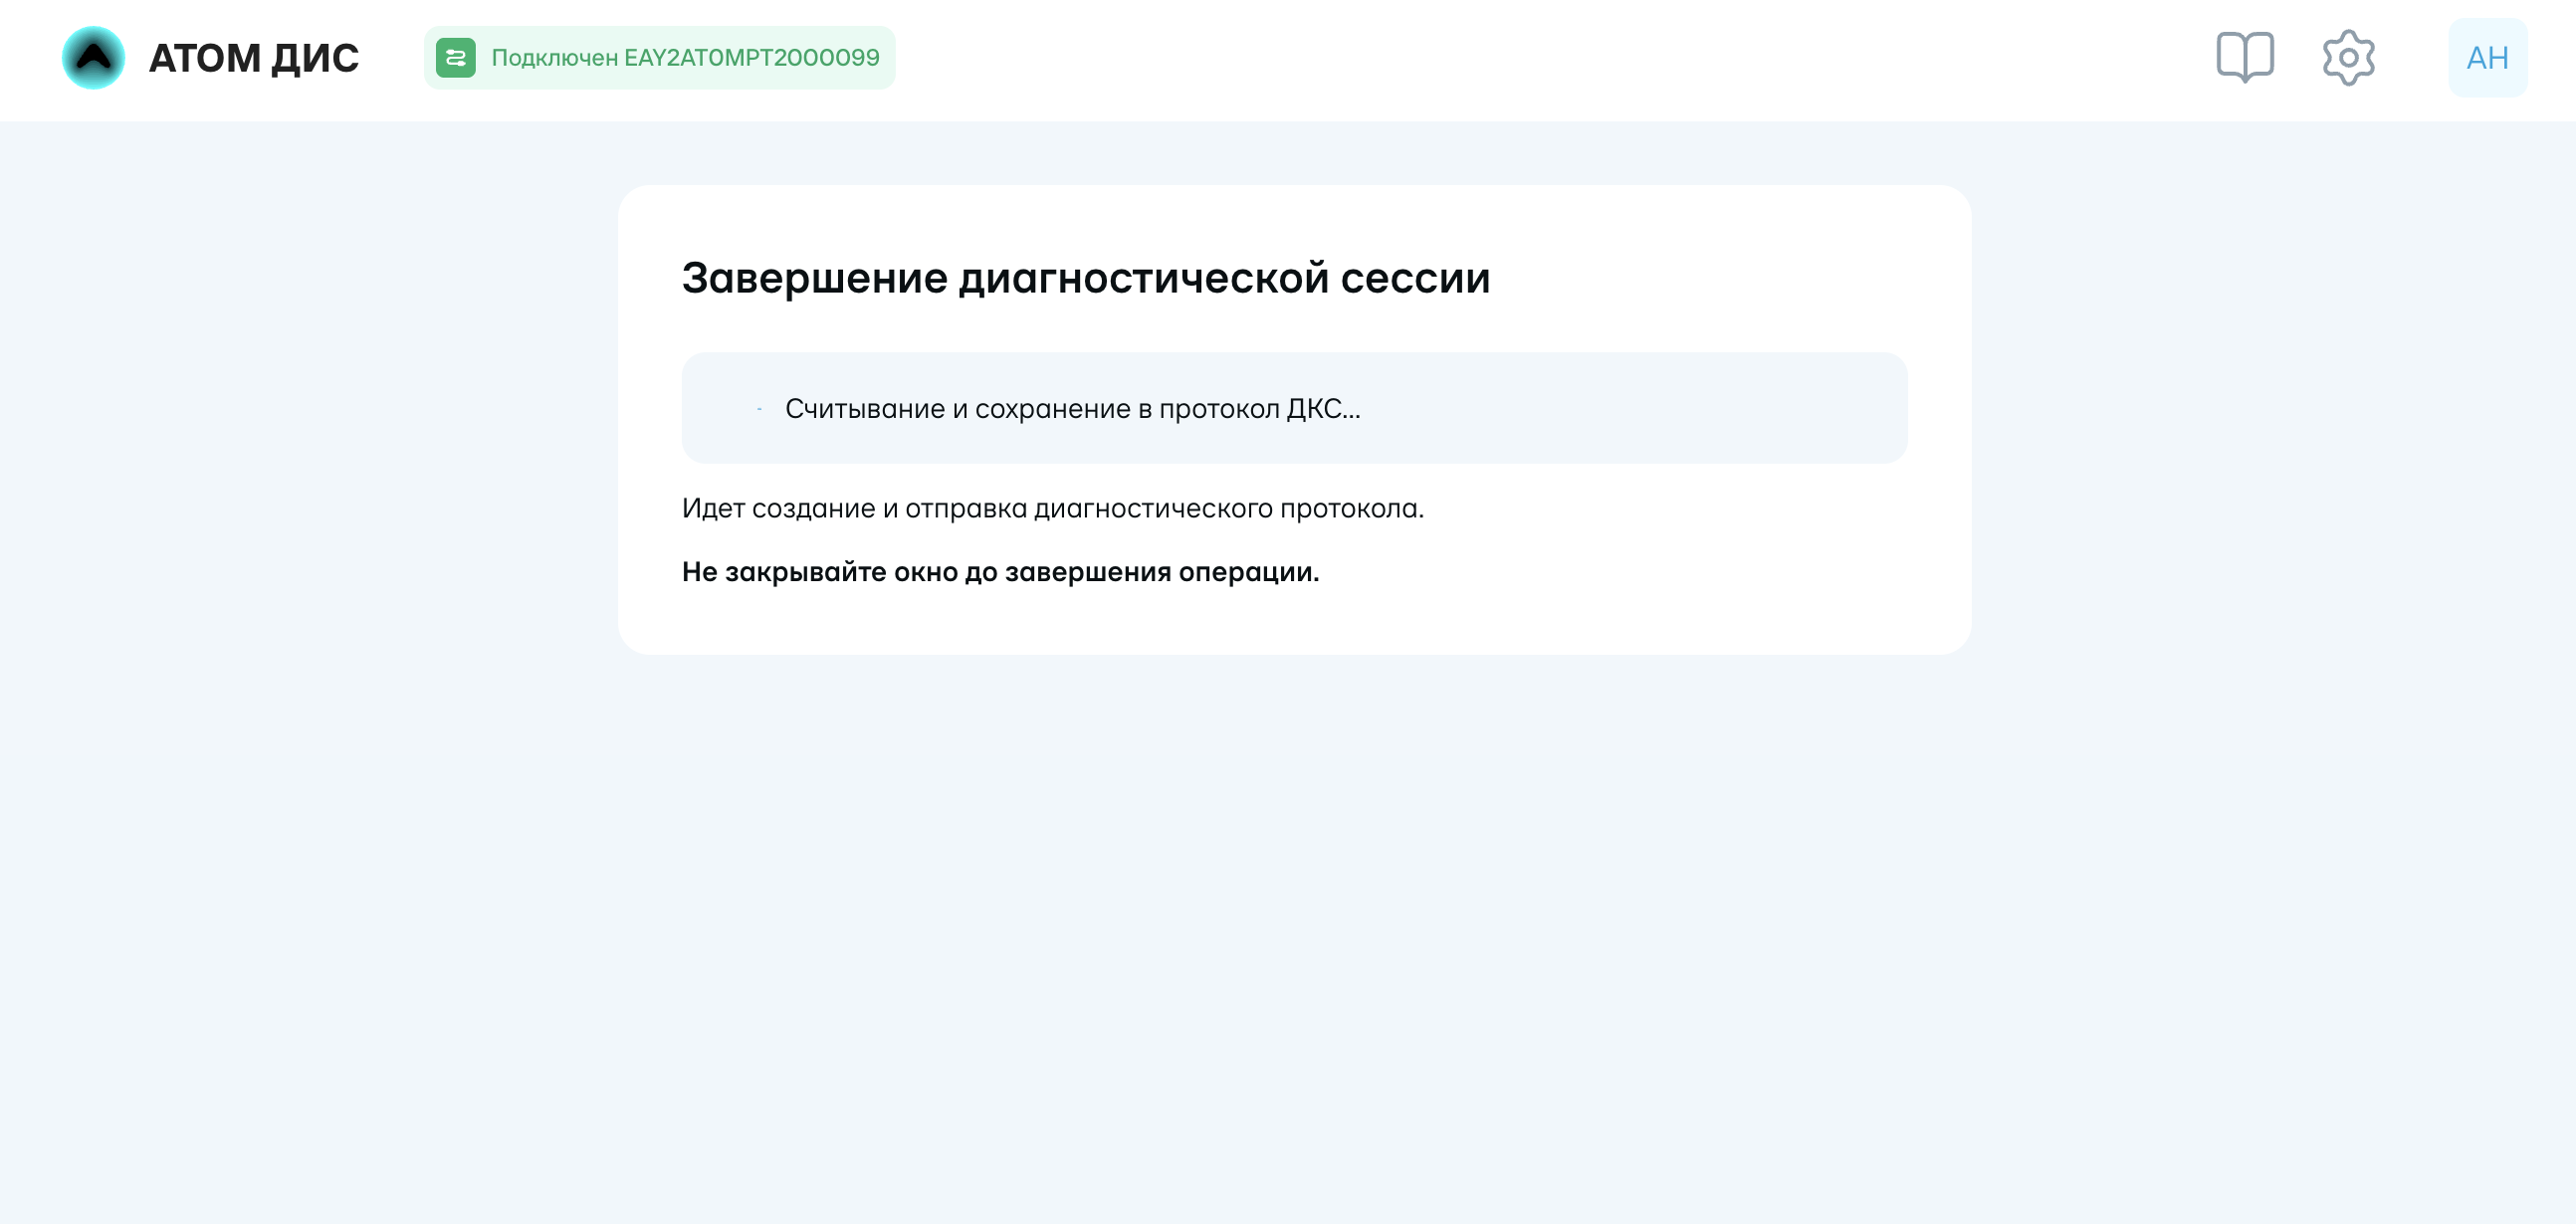 АТОМ ДИС
Подключен EAY2AT0MPT2000099
АН
Завершение диагностической сессии
Считывание и сохранение в протокол ДКС...
Идет создание и отправка диагностического протокола.
Не закрывайте окно до завершения операции.